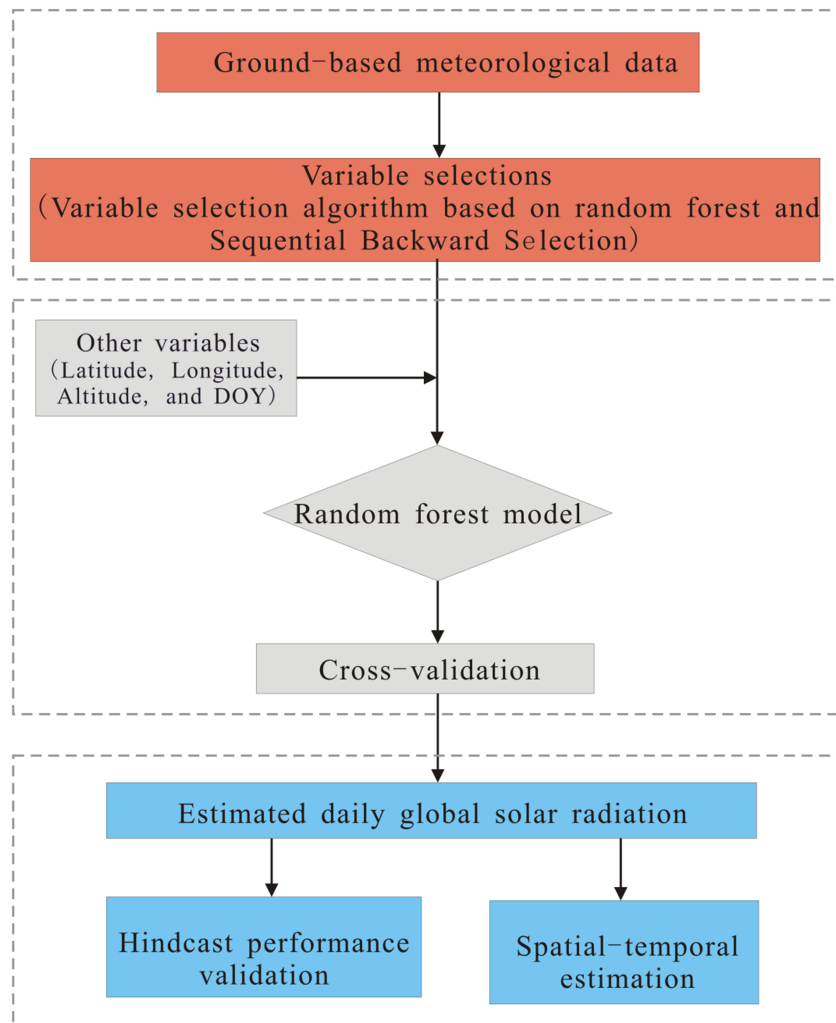 Ground-based meteorological data
Variable selections
(Variable selection algorithm based on random forest and
Sequential Backward Selection)
Other variables
(Latitude, Longitude,
Altitude, and DOY)
Random forest model
Cross-validation
Estimated daily global solar radiation
Hindcast performance
validation
Spatial-temporal
estimation